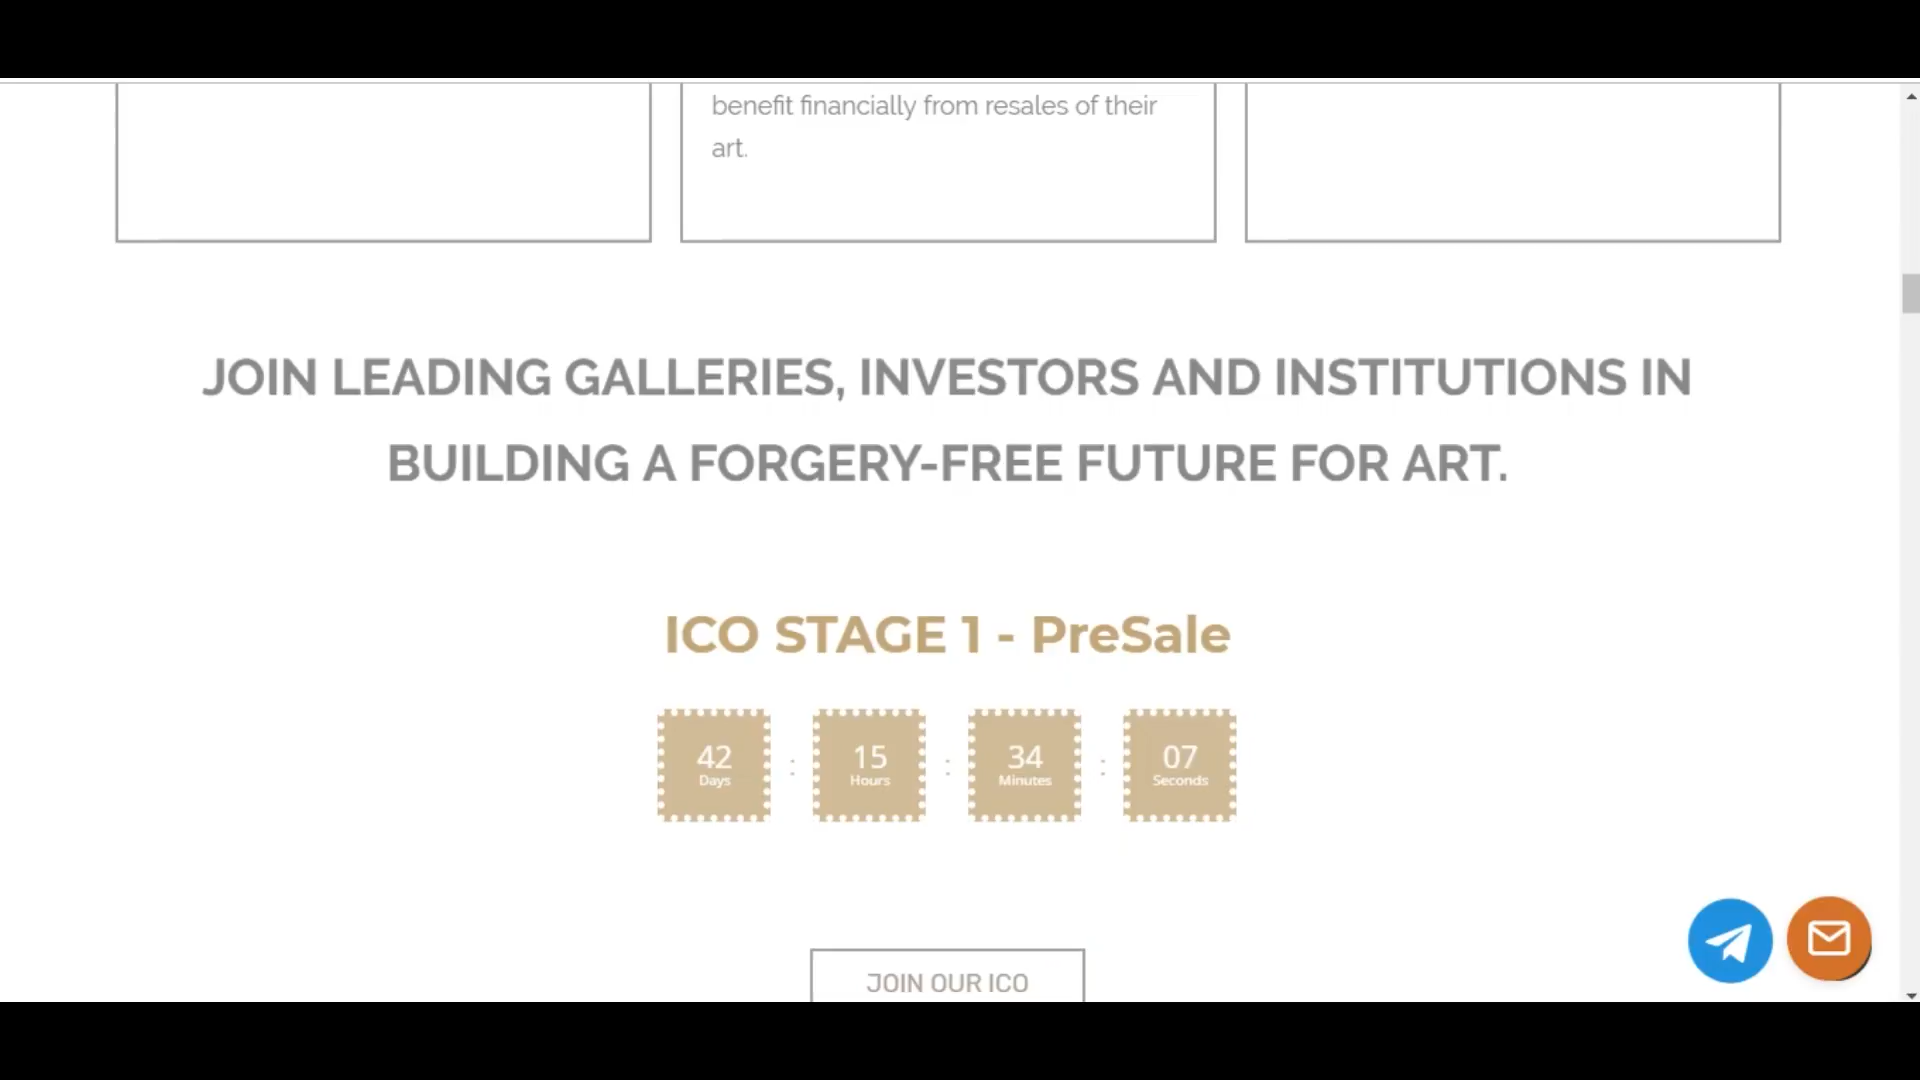 benefit financially from resales of their
art.
JOIN LEADING GALLERIES, INVESTORS AND INSTITUTIONS IN
BUILDING A FORGERY-FREE FUTURE FOR ART.
ICO STAGE 1 - PreSale
42 : 15 : 34 : 07
Days Hours Minutes Seconds
JOIN OUR ICO